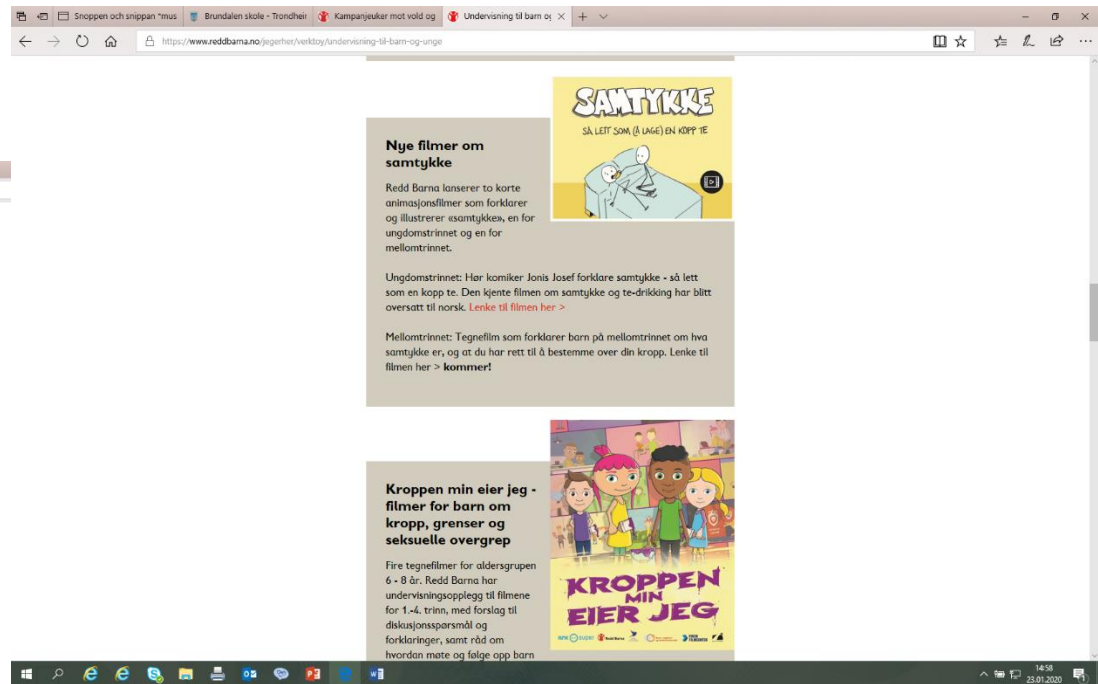 Snoppen och snippan "mus
Brundalen skole - Trondhein
Kampanjeuker mot vold og
Undervisning til barn og
https://www.reddbarna.no/jegerher/verktoy/undervisning-til-barn-og-unge
SAMTYKKE
SÅ LETT SOM (Å LAGE) EN KOPP TE
Nye filmer om
samtykke
Redd Barna lanserer to korte
animasjonsfilmer som forklarer
og illustrerer «samtykke», en for
ungdomstrinnet og en for
mellomtrinnet.
Ungdomstrinnet: Hør komiker Jonis Josef forklare samtykke - så lett
som en kopp te. Den kjente filmen om samtykke og te-drikking har blitt
oversatt til norsk. Lenke til filmen her >
Mellomtrinnet: Tegnefilm som forklarer barn på mellomtrinnet om hva
samtykke er, og at du har rett til å bestemme over din kropp. Lenke til
filmen her > kommer!
Kroppen min eier jeg -
filmer for barn om
kropp, grenser og
seksuelle overgrep
Fire tegnefilmer for aldersgrupen
6 - 8 år. Redd Barna har
undervisningsopplegg til filmene
for 1.-4. trinn, med forslag til
diskusjonsspørsmål og
forklaringer, samt råd om
hvordan møte og følge opp barn
KROPPEN
MIN
EIER JEG
nrk super Redd Barna
14:58
23.01.2020